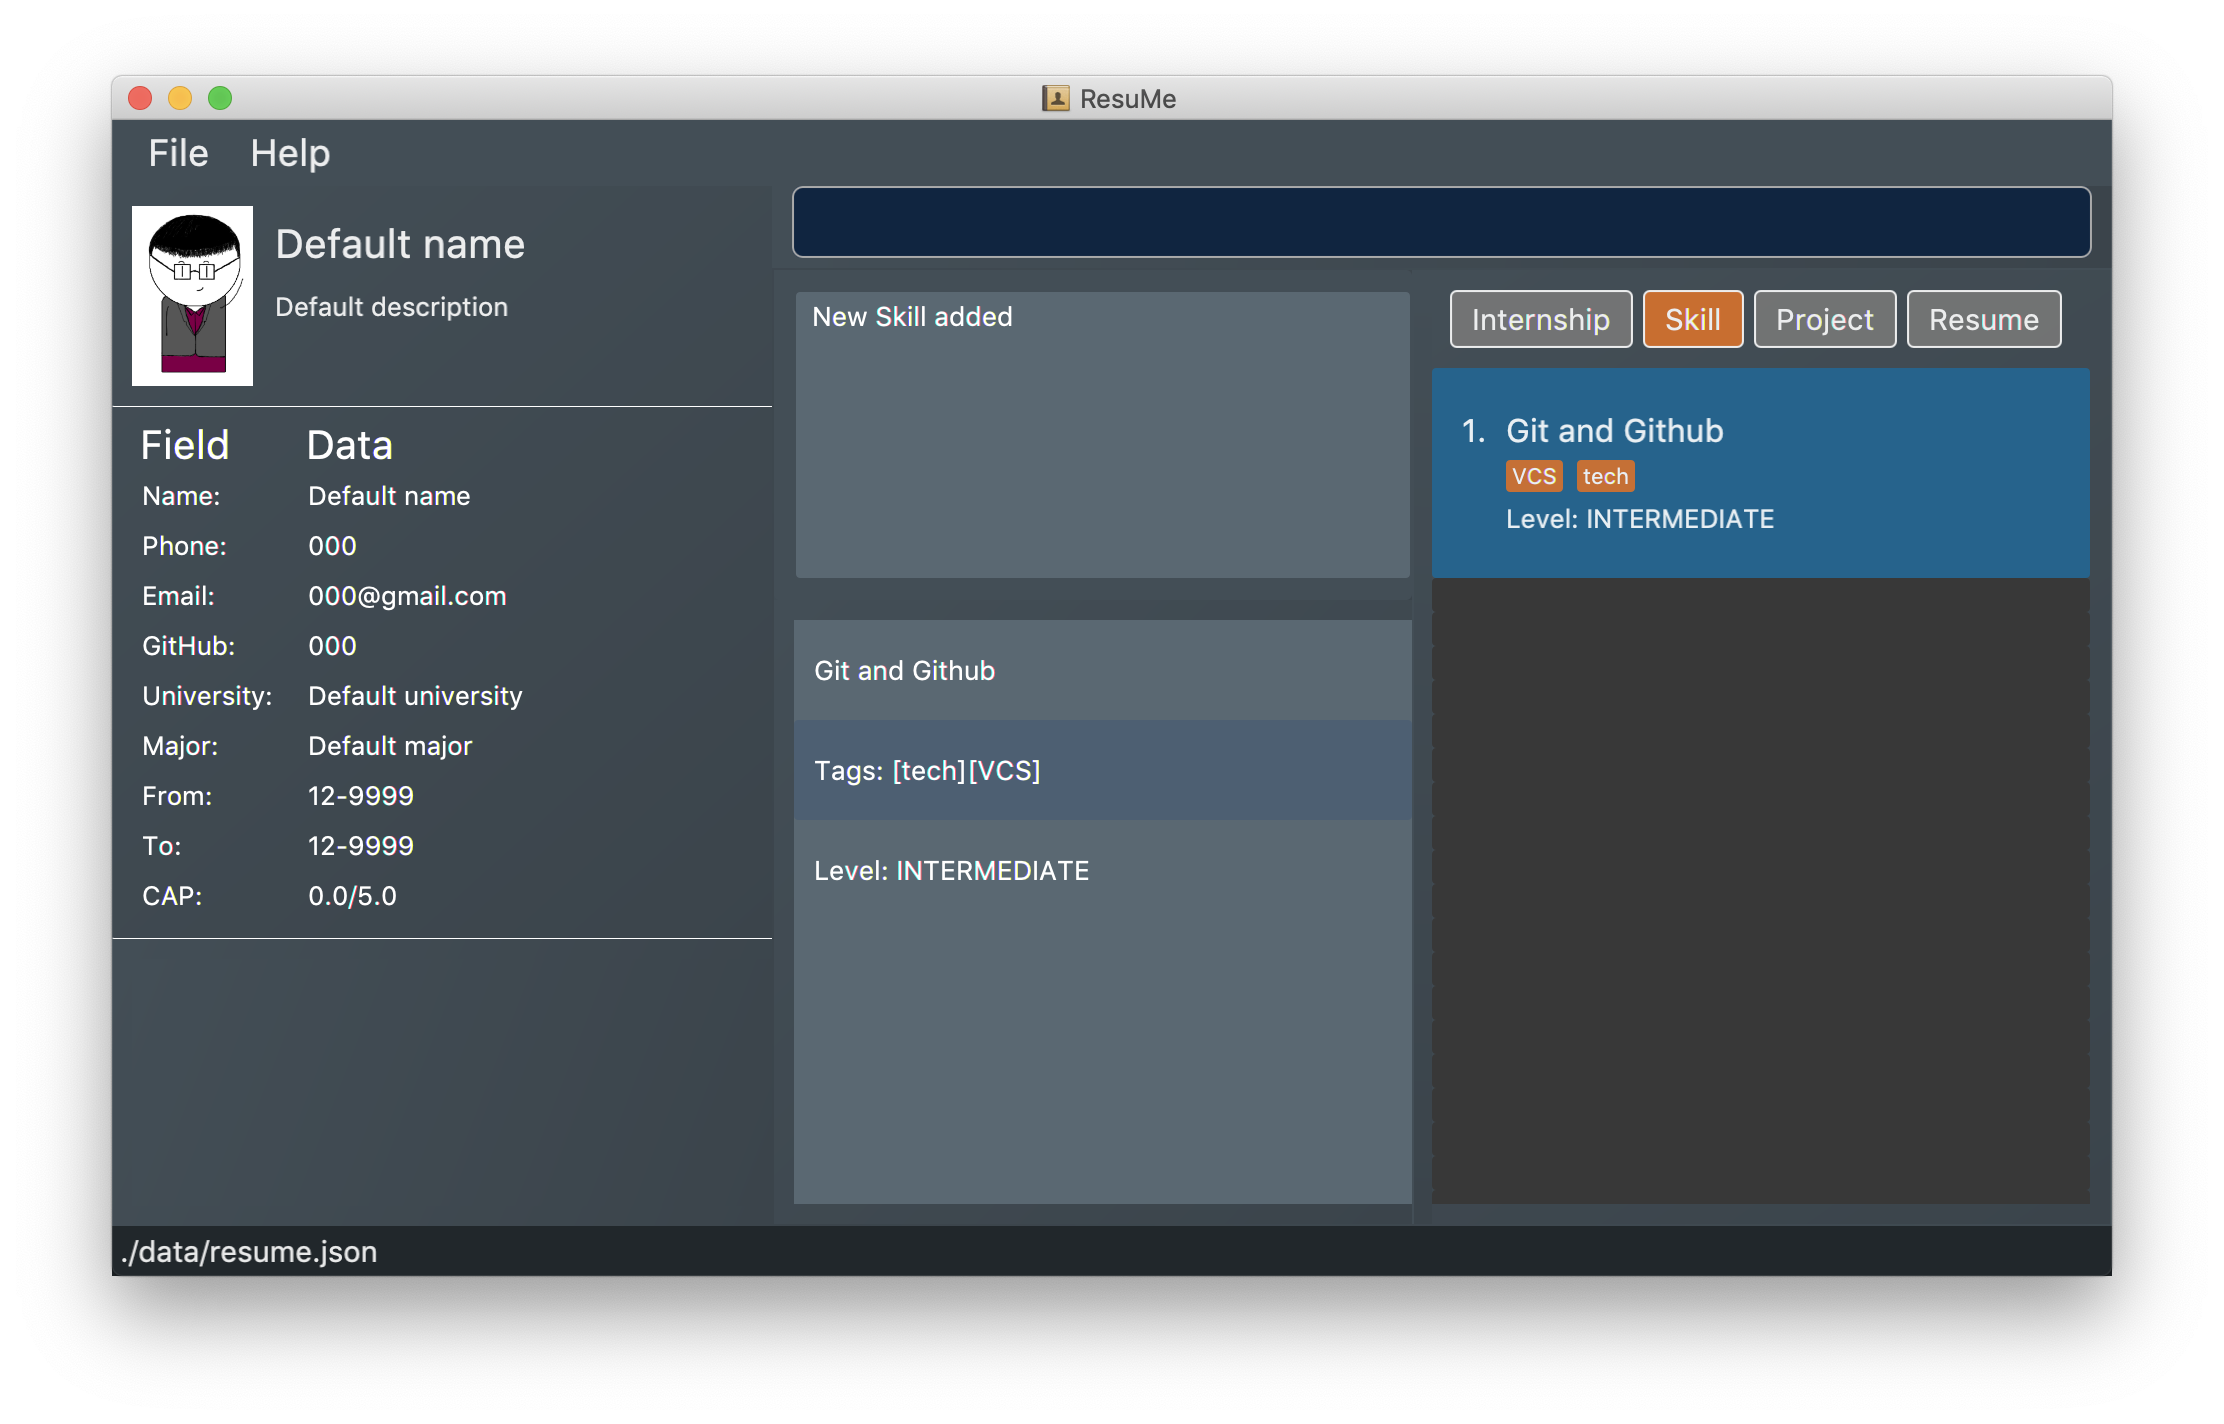 ResuMe
File Help
Default name
Default description
Field Data
Name: Default name
Phone: 000
Email: 000@gmail.com
GitHub: 000
University: Default university
Major: Default major
From: 12-9999
To: 12-9999
CAP: 0.0/5.0
New Skill added
Git and Github
Tags: [tech][VCS]
Level: INTERMEDIATE
Internship Skill Project Resume
1. Git and Github
VCS tech
Level: INTERMEDIATE
./data/resume.json